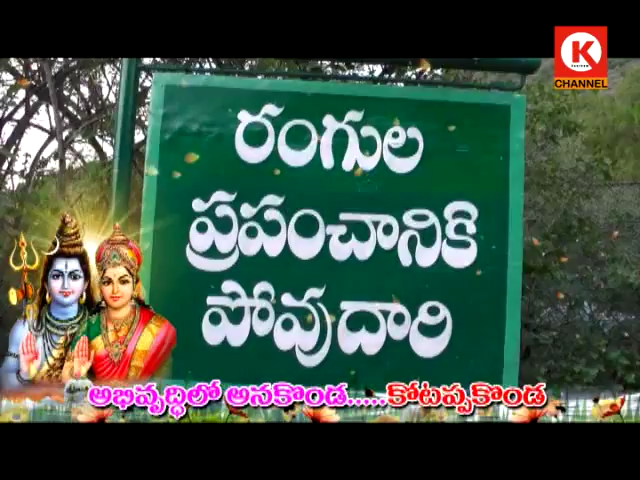 K
CHANNEL
రంగుల
ప్రపంచానికి
పోవుదారి
అభివృద్ధిలో అనకొండ.....కోటప్పకొండ
K